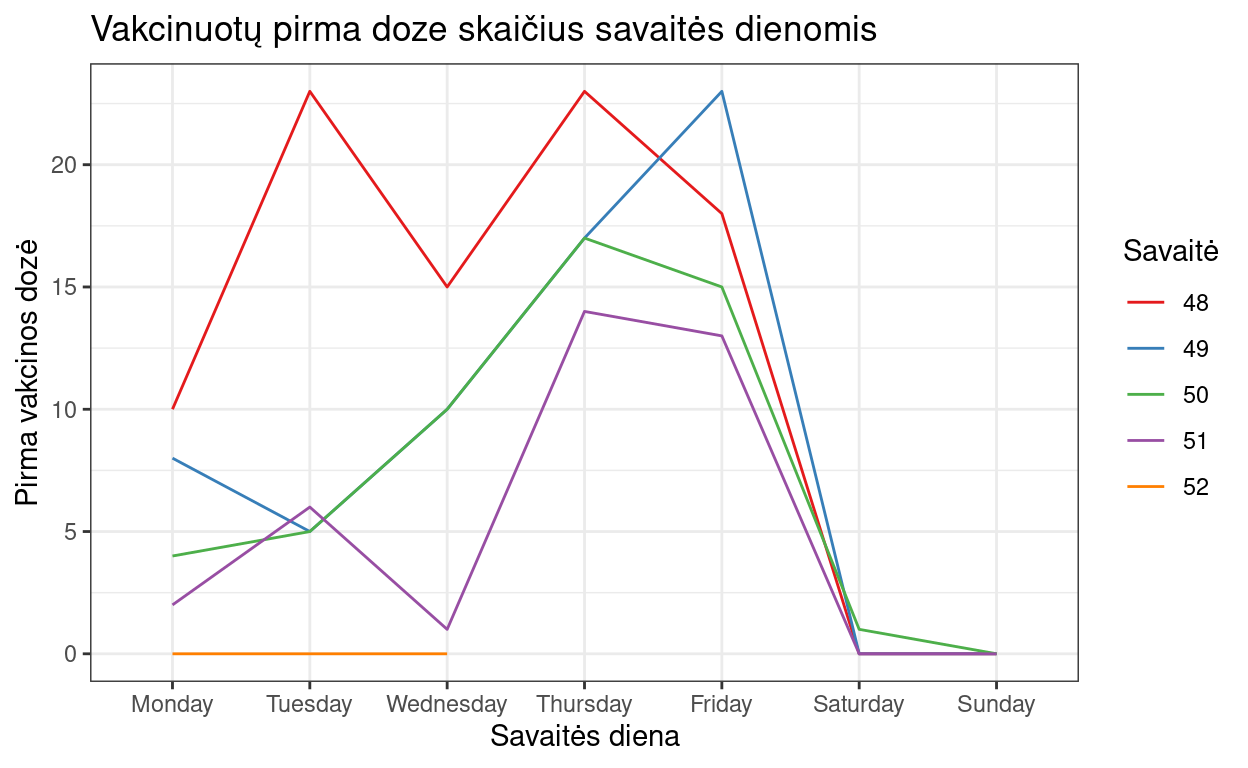 Vakcinuotų pirma doze skaičius savaitės dienomis
Pirma vakcinos dozė
20
15
10
5
0
Monday Tuesday Wednesday Thursday Friday Saturday Sunday
Savaitės diena
Savaitė
48
49
50
51
52